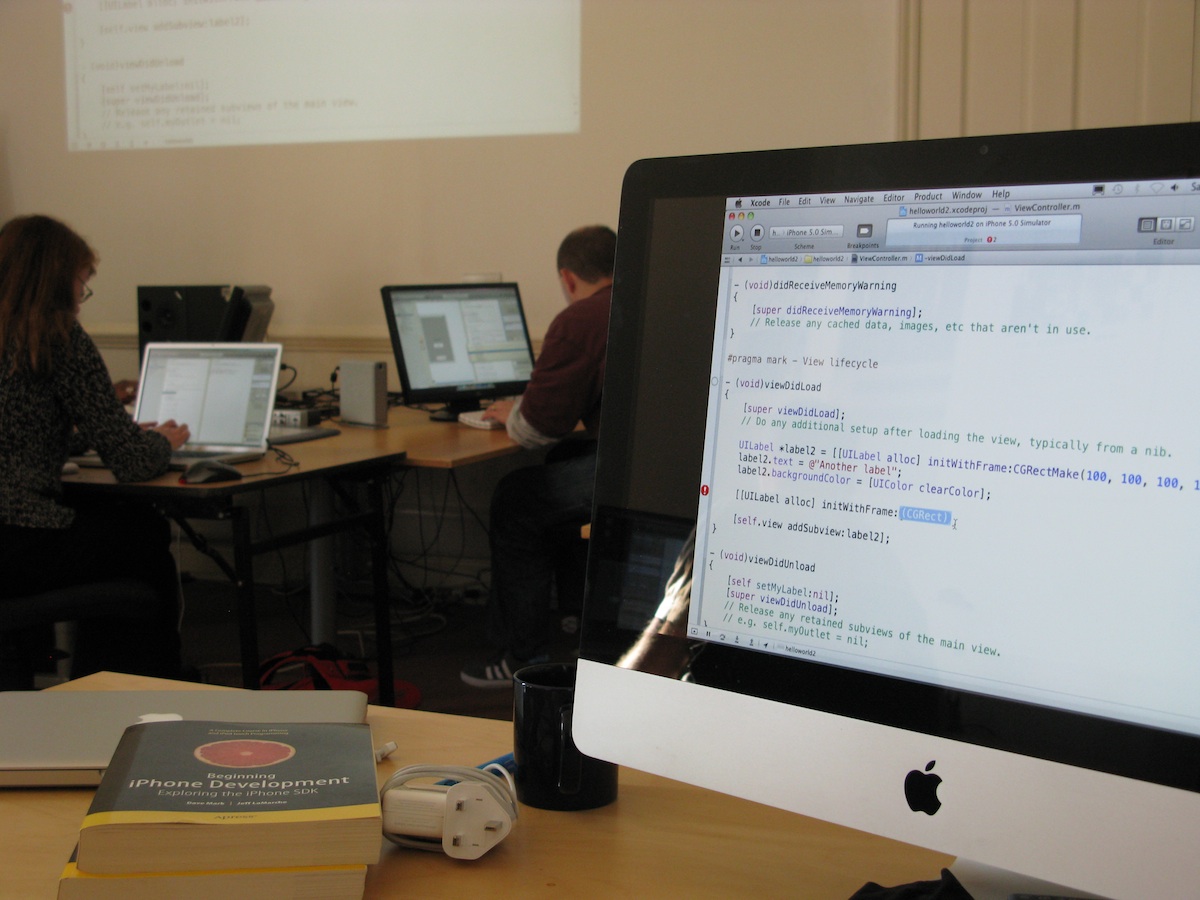 [self.view addSubview:label2];
}
- (void)viewDidUnload
{
[self setMyLabel:nil];
[super viewDidUnload];
// Release any retained subviews of the main view.
// e.g. self.myOutlet = nil;
Xcode File Edit View Navigate Editor Product Window Help
helloworld2.xcodeproj — ViewController.m
Running helloworld2 on iPhone 5.0 Simulator
Project 2
h... iPhone 5.0 Sim...
Run Stop Scheme Breakpoints Editor
helloworld2 helloworld2 ViewController.m -viewDidLoad
- (void)didReceiveMemoryWarning
{
[super didReceiveMemoryWarning];
// Release any cached data, images, etc that aren't in use.
}
#pragma mark - View lifecycle
- (void)viewDidLoad
{
[super viewDidLoad];
// Do any additional setup after loading the view, typically from a nib.
UILabel *label2 = [[UILabel alloc] initWithFrame:CGRectMake(100, 100, 100, 1
label2.text = @"Another label";
label2.backgroundColor = [UIColor clearColor];
[[UILabel alloc] initWithFrame:(CGRect)
[self.view addSubview:label2];
}
- (void)viewDidUnload
{
[self setMyLabel:nil];
[super viewDidUnload];
// Release any retained subviews of the main view.
// e.g. self.myOutlet = nil;
}
helloworld2
Beginning
iPhone Development
Exploring the iPhone SDK
Dave Mark | Jeff LaMarche
Apress